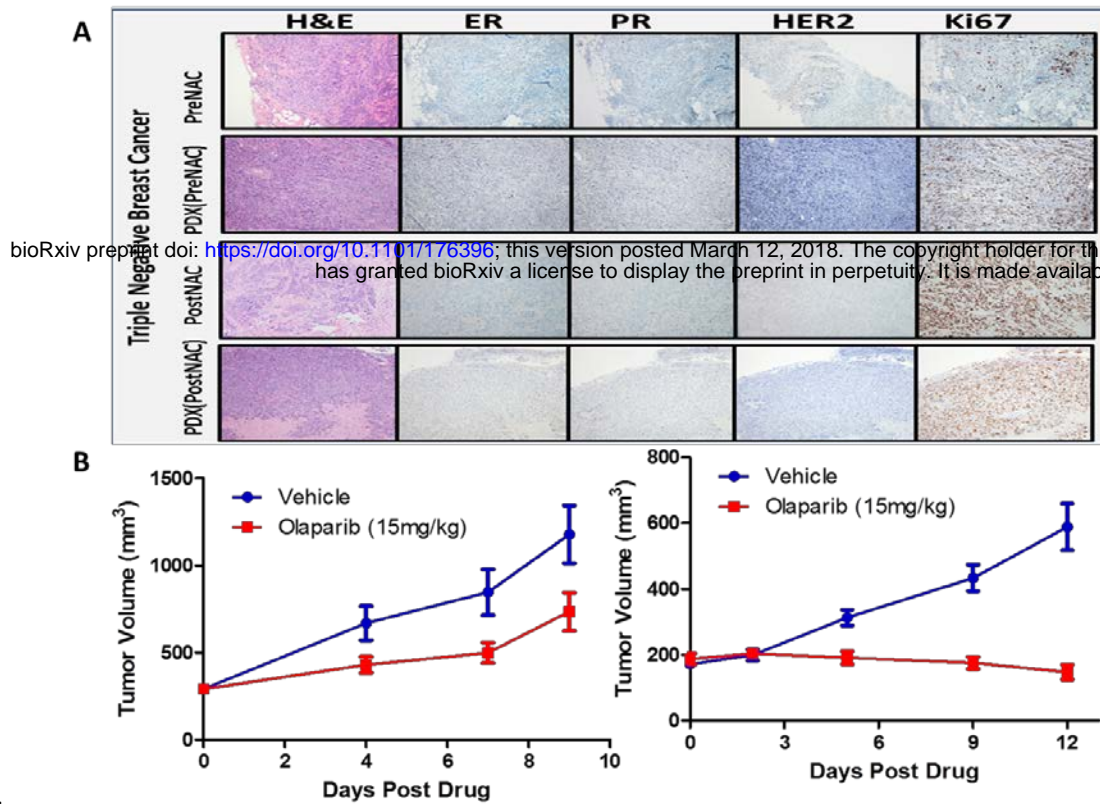 A
H&E ER PR HER2 Ki67
Triple Negative Breast Cancer
PreNAC
PDX(PreNAC)
bioRxiv preprint doi: https://doi.org/10.1101/176396; this version posted March 12, 2018. The copyright holder for th
has granted bioRxiv a license to display the preprint in perpetuity. It is made availac
PostNAC
PDX(PostNAC)
B
1500
1000
500
0
Tumor Volume (mm³)
Vehicle
Olaparib (15mg/kg)
0 2 4 6 8 10
Days Post Drug
800
600
400
200
0
Tumor Volume (mm³)
Vehicle
Olaparib (15mg/kg)
0 3 6 9 12
Days Post Drug